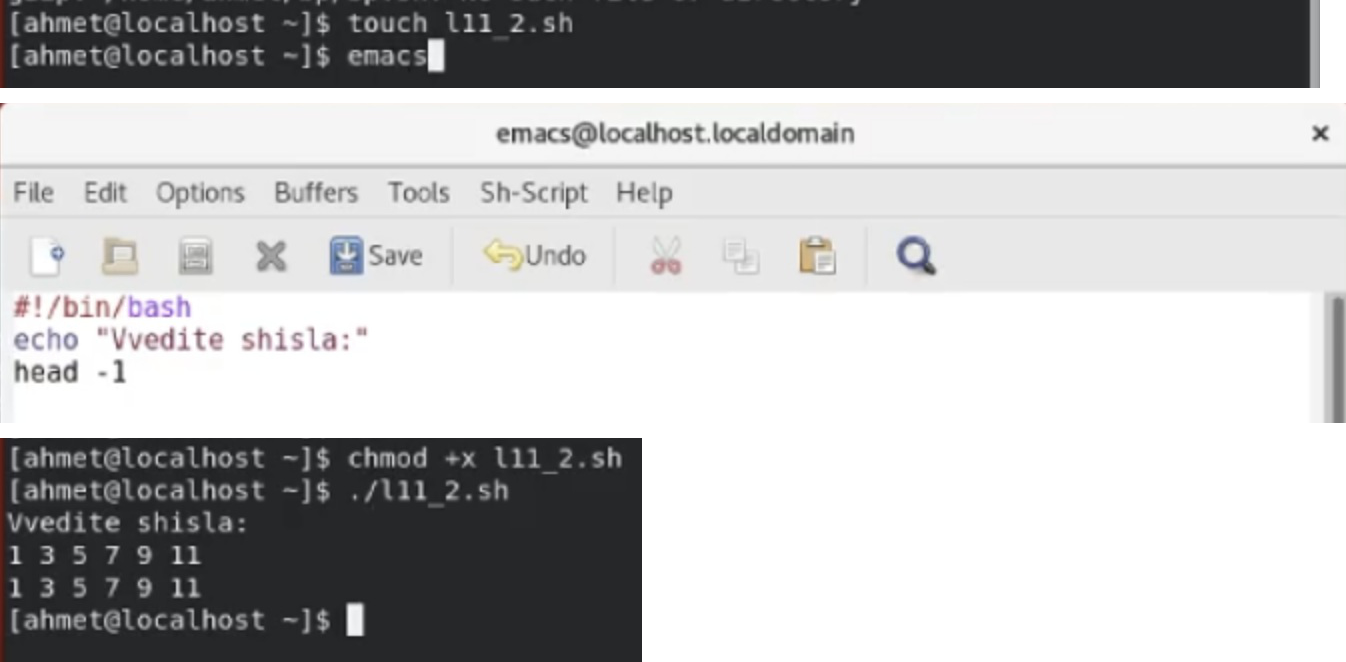 [ahmet@localhost ~]$ touch l11_2.sh
[ahmet@localhost ~]$ emacs
emacs@localhost.localdomain
File Edit Options Buffers Tools Sh-Script Help
Save Undo
#!/bin/bash
echo "Vvedite shisla:"
head -1
[ahmet@localhost ~]$ chmod +x l11_2.sh
[ahmet@localhost ~]$ ./l11_2.sh
Vvedite shisla:
1 3 5 7 9 11
1 3 5 7 9 11
[ahmet@localhost ~]$